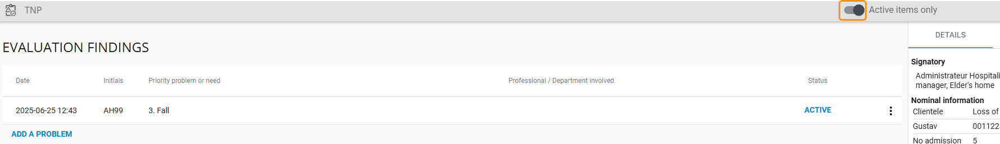 TNP
Active items only
EVALUATION FINDINGS
Date Initials Priority problem or need Professional / Department involved Status
2025-06-25 12:43 AH99 3. Fall ACTIVE
ADD A PROBLEM
DETAILS
Signatory
Administrateur Hospitali
manager, Elder's home
Nominal information
Clientele Loss of
Gustav 001122
No admission 5